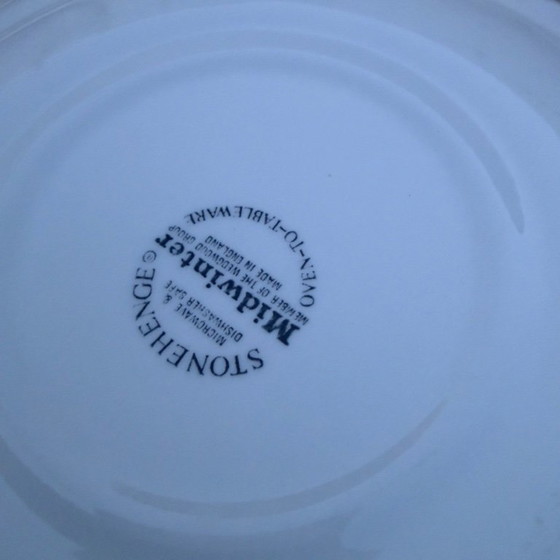 STONEHENGE®
MICROWAVE &
DISHWASHER SAFE
Midwinter
MEMBER OF THE WEDGWOOD GROUP
MADE IN ENGLAND
OVEN-TO-TABLEWARE